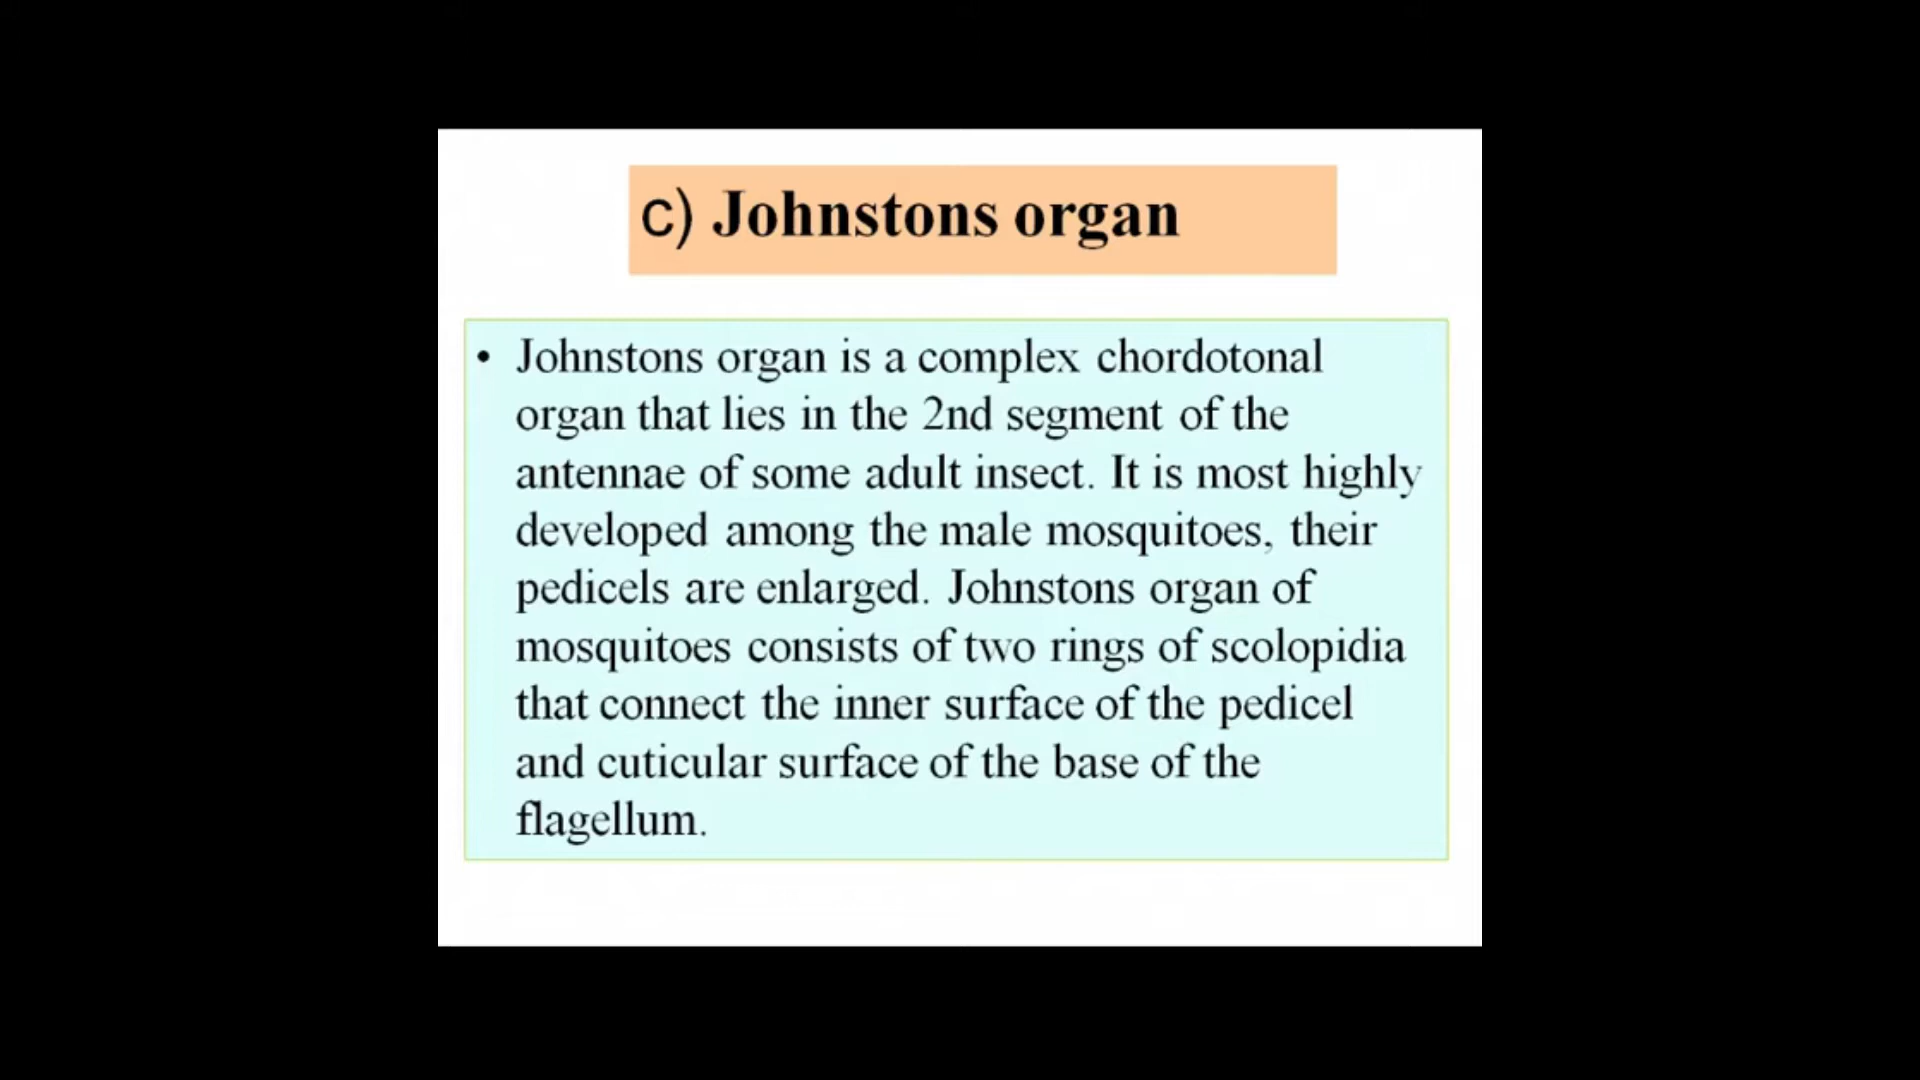 c) Johnstons organ
• Johnstons organ is a complex chordotonal
organ that lies in the 2nd segment of the
antennae of some adult insect. It is most highly
developed among the male mosquitoes, their
pedicels are enlarged. Johnstons organ of
mosquitoes consists of two rings of scolopidia
that connect the inner surface of the pedicel
and cuticular surface of the base of the
flagellum.